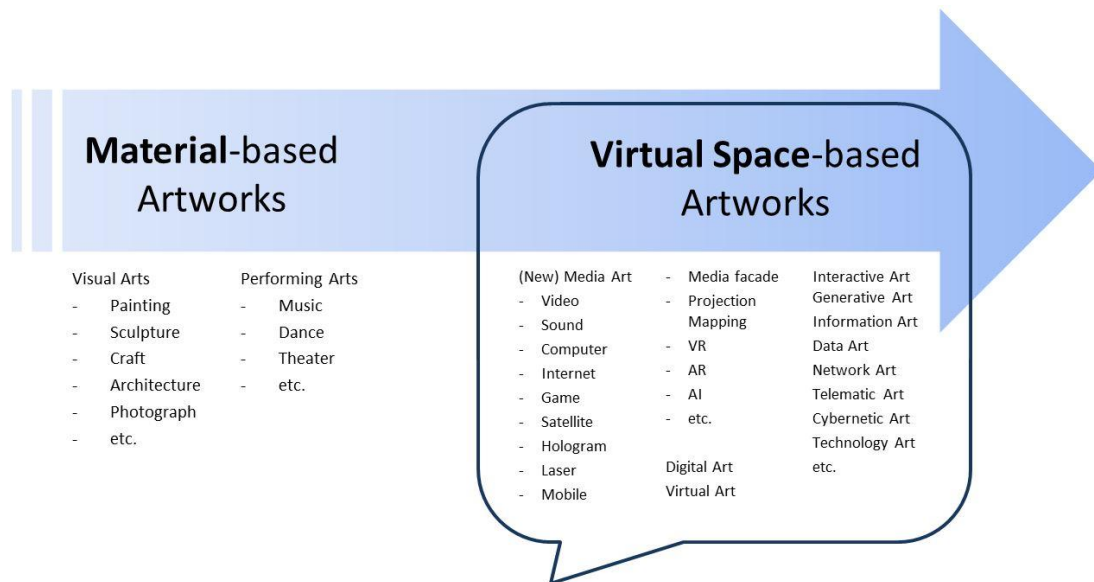 Material-based
Artworks
Visual Arts
- Painting
- Sculpture
- Craft
- Architecture
- Photograph
- etc.
Performing Arts
- Music
- Dance
- Theater
- etc.
Virtual Space-based
Artworks
(New) Media Art
- Video
- Sound
- Computer
- Internet
- Game
- Satellite
- Hologram
- Laser
- Mobile
- Media facade
- Projection
Mapping
- VR
- AR
- AI
- etc.
Digital Art
Virtual Art
Interactive Art
Generative Art
Information Art
Data Art
Network Art
Telematic Art
Cybernetic Art
Technology Art
etc.